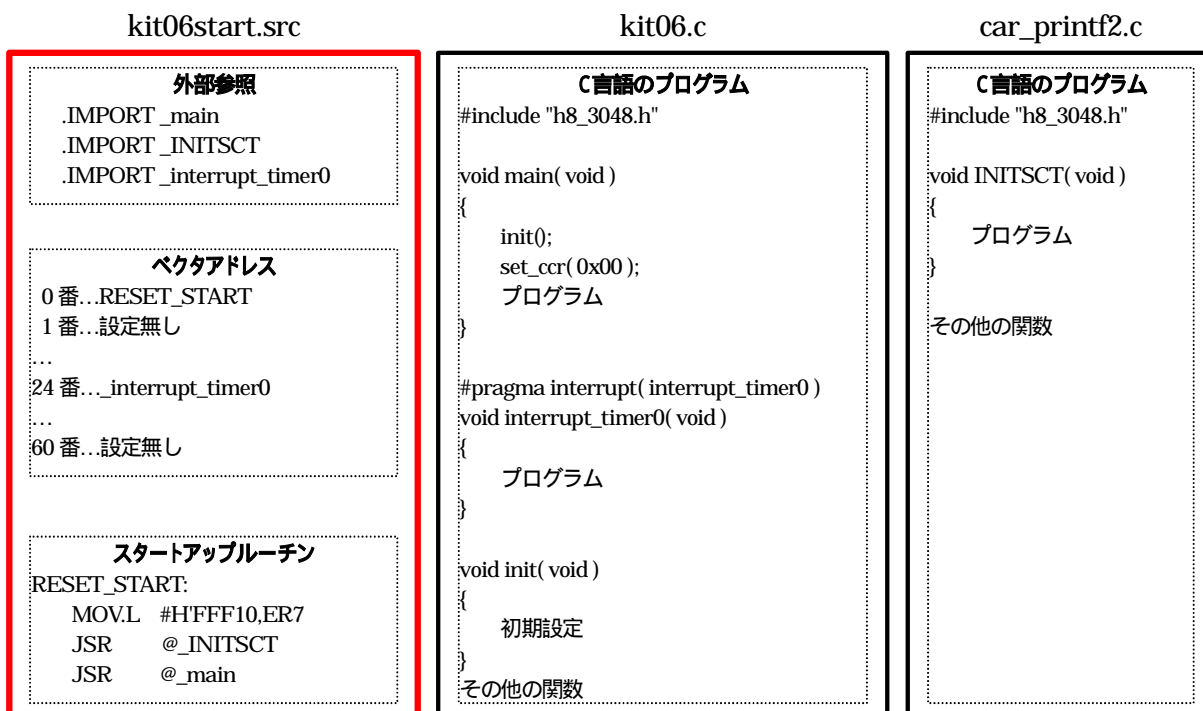 kit06start.src
外部参照
.IMPORT _main
.IMPORT _INITSCT
.IMPORT _interrupt_timer0
ベクタアドレス
0 番…RESET_START
1 番…設定無し
…
24 番…_interrupt_timer0
…
60 番…設定無し
スタートアップルーチン
RESET_START:
MOV.L #H'FFF10,ER7
JSR @_INITSCT
JSR @_main
kit06.c
C言語のプログラム
#include "h8_3048.h"
void main( void )
{
init();
set_ccr( 0x00 );
プログラム
}
#pragma interrupt( interrupt_timer0 )
void interrupt_timer0( void )
{
プログラム
}
void init( void )
{
初期設定
}
その他の関数
car_printf2.c
C言語のプログラム
#include "h8_3048.h"
void INITSCT( void )
{
プログラム
}
その他の関数